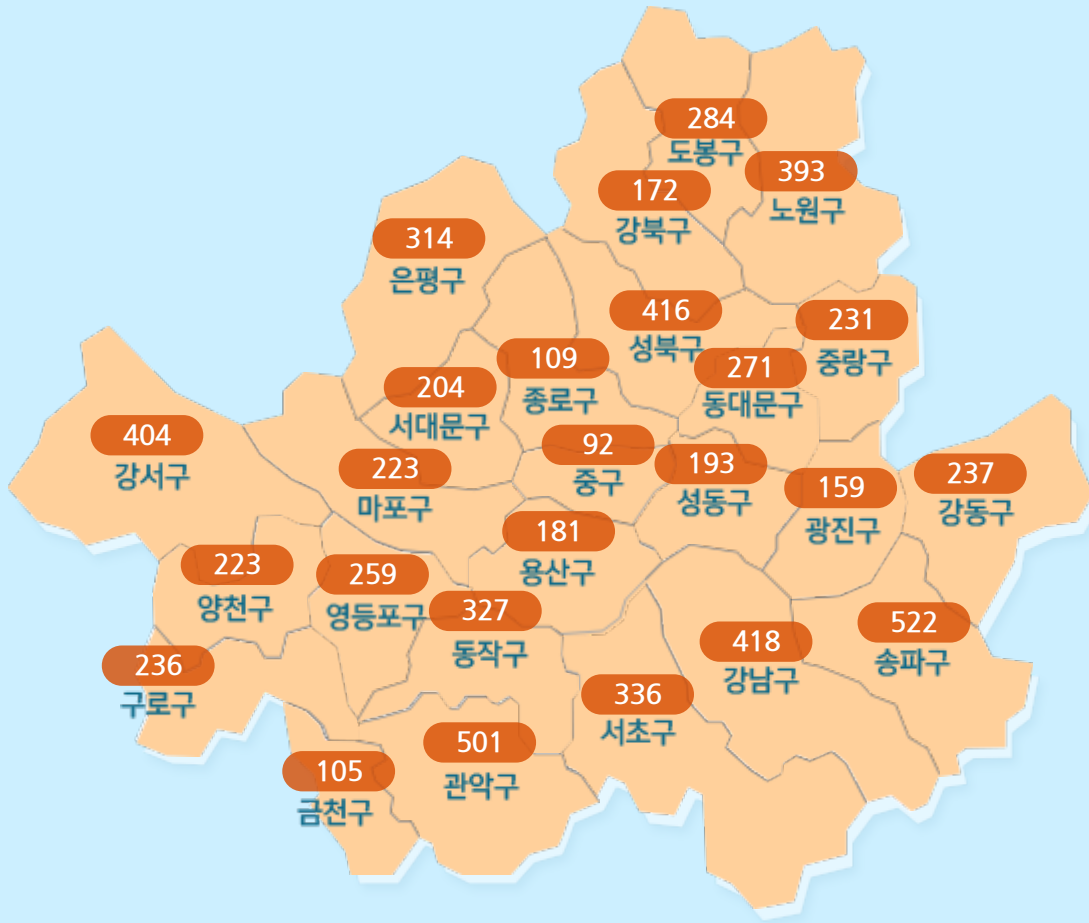 284
도봉구
393
노원구
172
강북구
314
은평구
416
성북구
231
중랑구
109
종로구
271
동대문구
204
서대문구
404
강서구
92
중구
193
성동구
223
마포구
159
광진구
237
강동구
181
용산구
223
양천구
259
영등포구
327
동작구
522
송파구
418
강남구
236
구로구
336
서초구
501
관악구
105
금천구